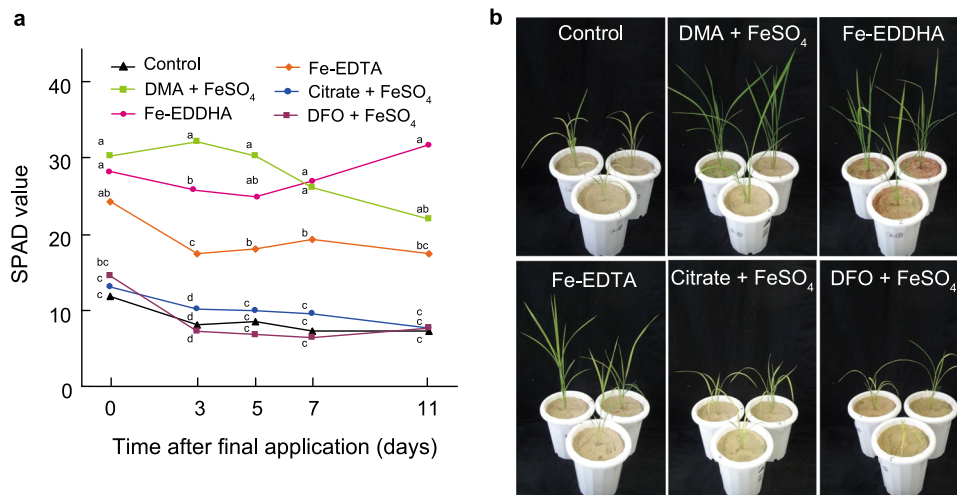 a
40
30
20
10
0
SPAD value
Control
DMA + FeSO₄
Fe-EDDHA
Fe-EDTA
Citrate + FeSO₄
DFO + FeSO₄
a
a
ab
bc
c
c
a
b
c
d
d
d
a
ab
b
c
c
c
a
a
b
c
c
c
a
ab
bc
c
c
c
0 3 5 7 11
Time after final application (days)
b
Control
DMA + FeSO₄
Fe-EDDHA
Fe-EDTA
Citrate + FeSO₄
DFO + FeSO₄